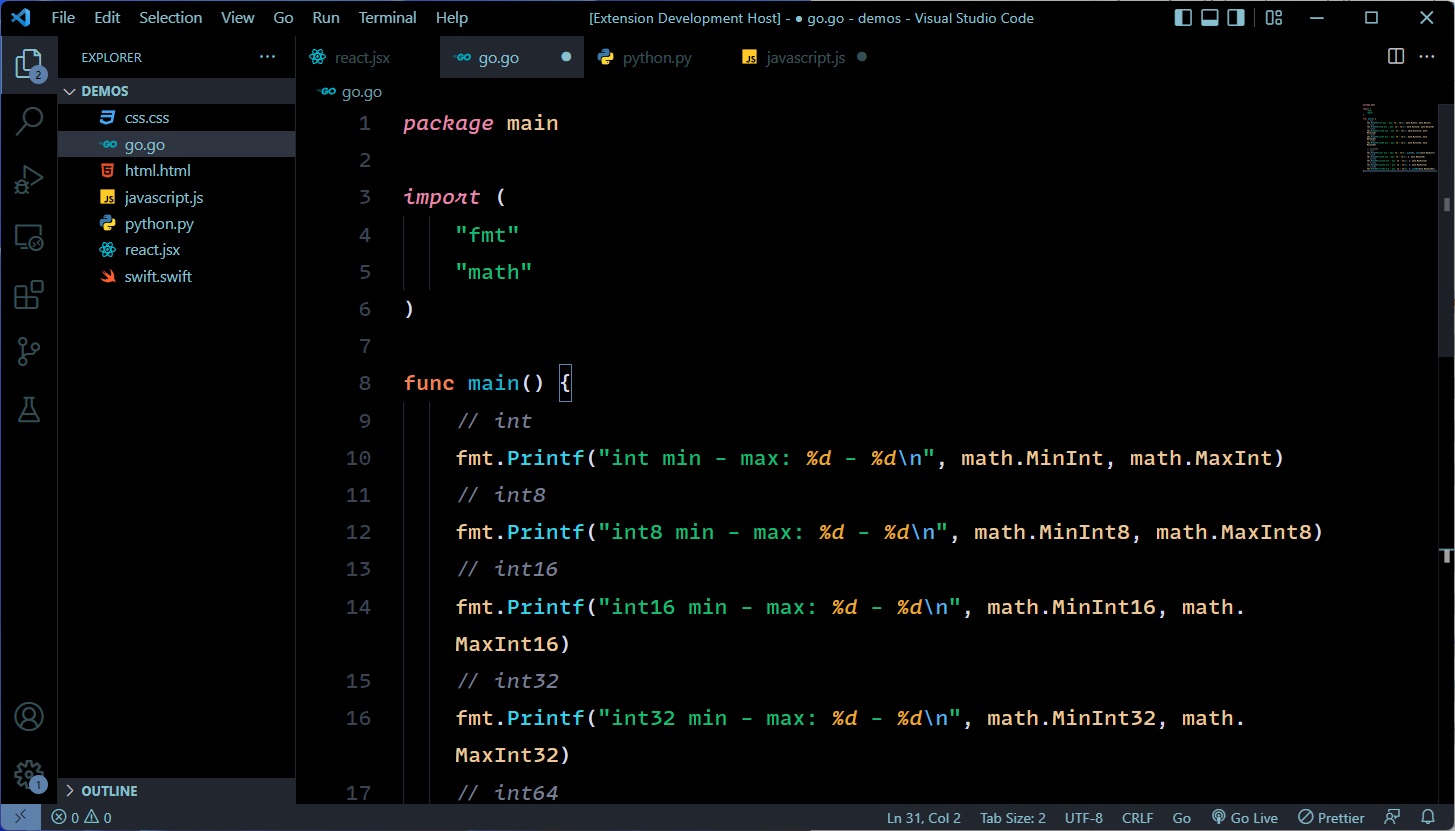 File Edit Selection View Go Run Terminal Help
[Extension Development Host] - ● go.go - demos - Visual Studio Code
EXPLORER
DEMOS
css.css
go.go
html.html
javascript.js
python.py
react.jsx
swift.swift
OUTLINE
2
1
react.jsx go.go python.py javascript.js
go.go
1 package main
2
3 import (
4 "fmt"
5 "math"
6 )
7
8 func main() {
9 // int
10 fmt.Printf("int min - max: %d - %d\n", math.MinInt, math.MaxInt)
11 // int8
12 fmt.Printf("int8 min - max: %d - %d\n", math.MinInt8, math.MaxInt8)
13 // int16
14 fmt.Printf("int16 min - max: %d - %d\n", math.MinInt16, math.
MaxInt16)
15 // int32
16 fmt.Printf("int32 min - max: %d - %d\n", math.MinInt32, math.
MaxInt32)
17 // int64
0 0 Ln 31, Col 2 Tab Size: 2 UTF-8 CRLF Go Go Live Prettier